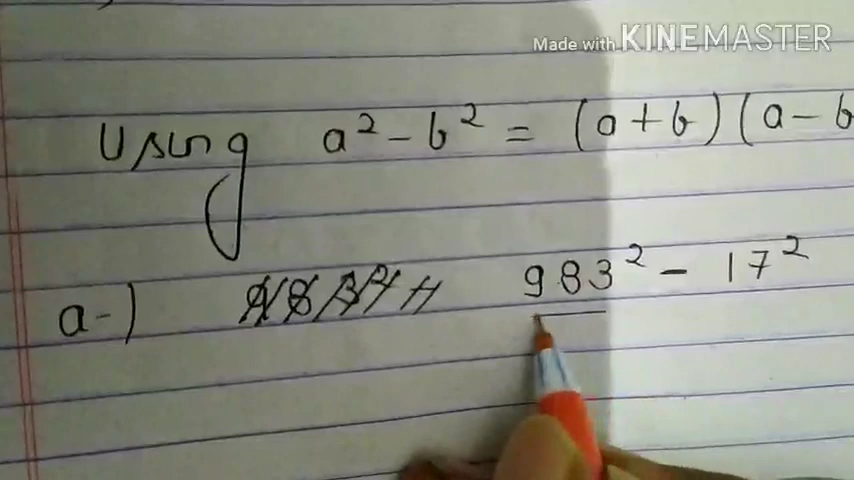 Made with KINEMASTER
Using a² - b² = (a + b) (a - b
a-) 983² - 17²